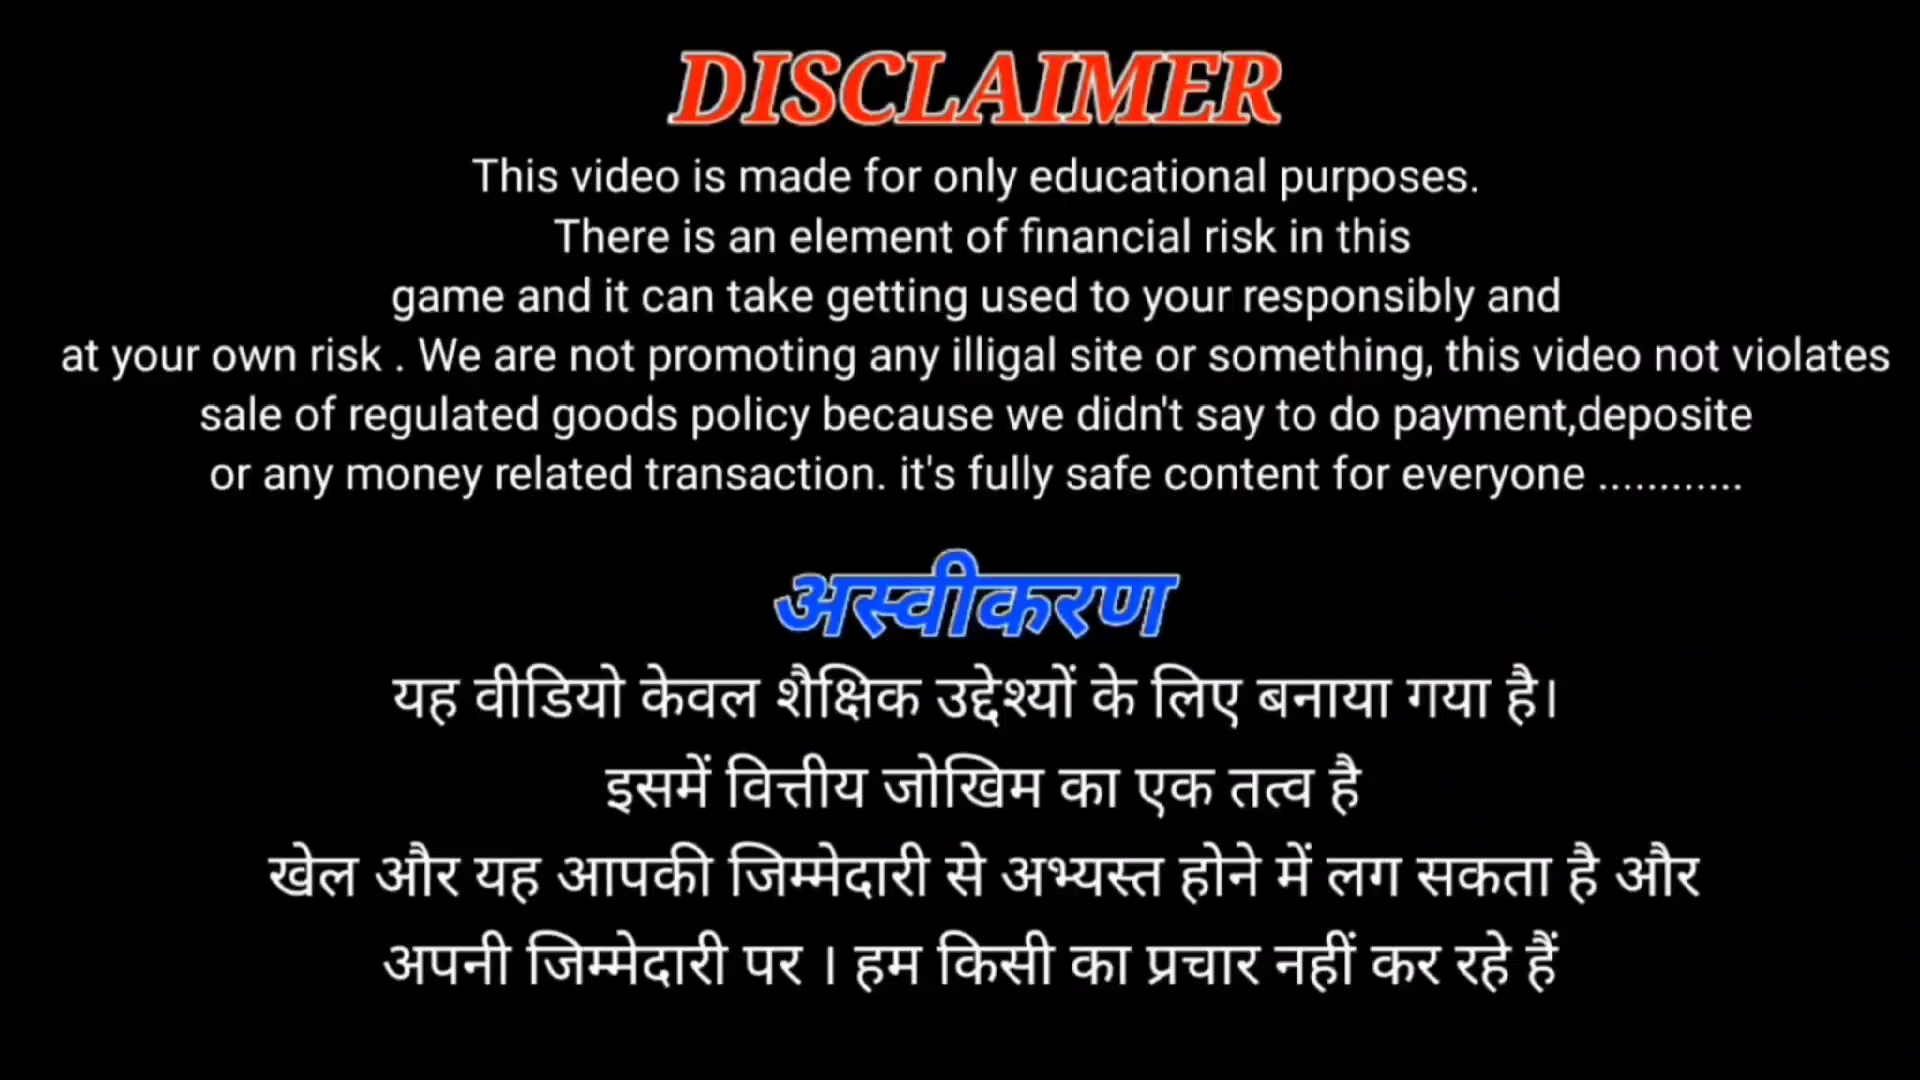 DISCLAIMER
This video is made for only educational purposes.
There is an element of financial risk in this
game and it can take getting used to your responsibly and
at your own risk . We are not promoting any illigal site or something, this video not violates
sale of regulated goods policy because we didn't say to do payment,deposite
or any money related transaction. it's fully safe content for everyone ............
अस्वीकरण
यह वीडियो केवल शैक्षिक उद्देश्यों के लिए बनाया गया है।
इसमें वित्तीय जोखिम का एक तत्व है
खेल और यह आपकी जिम्मेदारी से अभ्यस्त होने में लग सकता है और
अपनी जिम्मेदारी पर । हम किसी का प्रचार नहीं कर रहे हैं